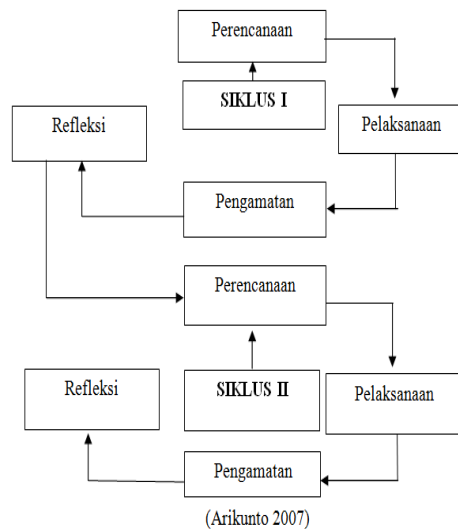 Perencanaan
SIKLUS I
Refleksi
Pelaksanaan
Pengamatan
Perencanaan
Refleksi
SIKLUS II
Pelaksanaan
Pengamatan
(Arikunto 2007)